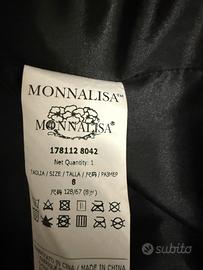 MONNALISA™
MONNALISA®
178112 8042
Net Quantity: 1
TAGLIA / SIZE / TALLA / 尺码 / РАЗМЕР
8
尺码 128/67 (8岁)
MADE IN CHINA
subito